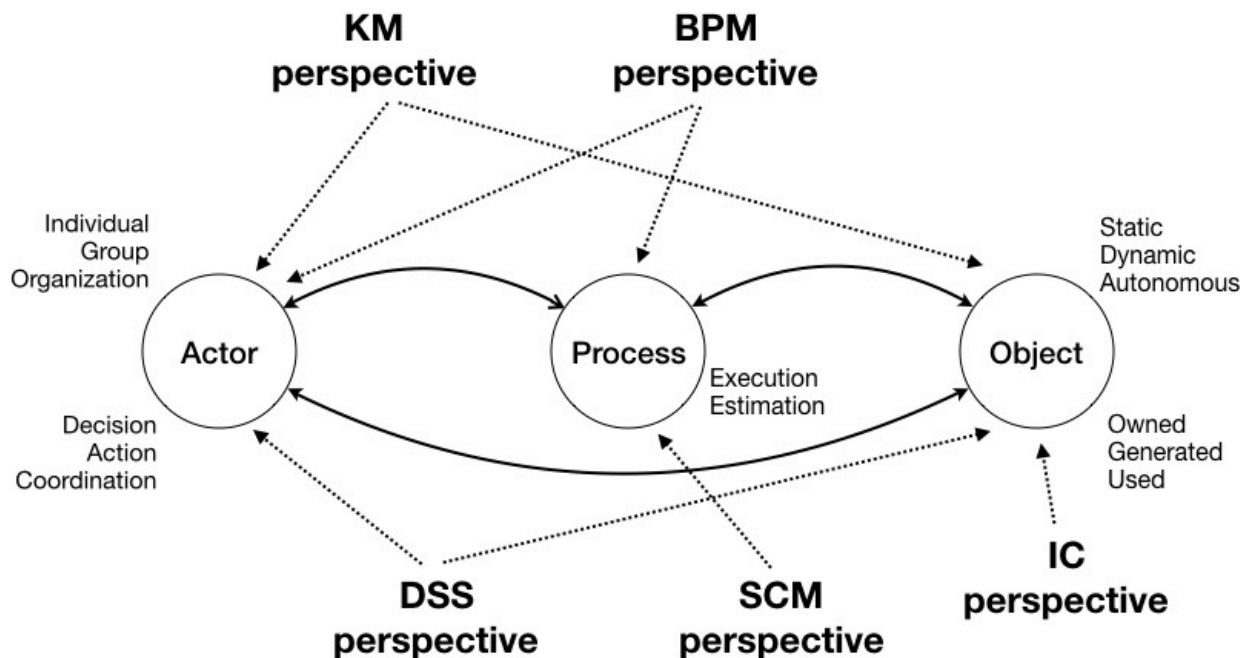 KM
perspective
BPM
perspective
Individual
Group
Organization
Static
Dynamic
Autonomous
Actor
Process
Object
Execution
Estimation
Decision
Action
Coordination
Owned
Generated
Used
DSS
perspective
SCM
perspective
IC
perspective